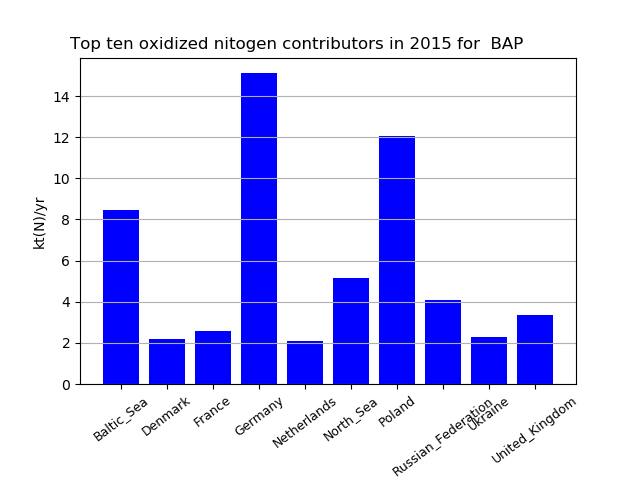 Top ten oxidized nitogen contributors in 2015 for  BAP
kt(N)/yr
14
12
10
8
6
4
2
0
Baltic_Sea
Denmark
France
Germany
Netherlands
North_Sea
Poland
Russian_Federation
Ukraine
United_Kingdom